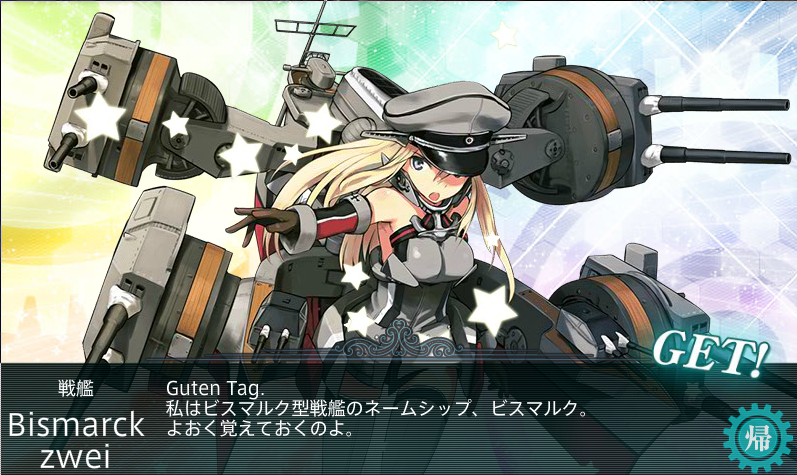 GET!
戦艦
Bismarck
zwei
Guten Tag.
私はビスマルク型戦艦のネームシップ、ビスマルク。
よおく覚えておくのよ。
帰